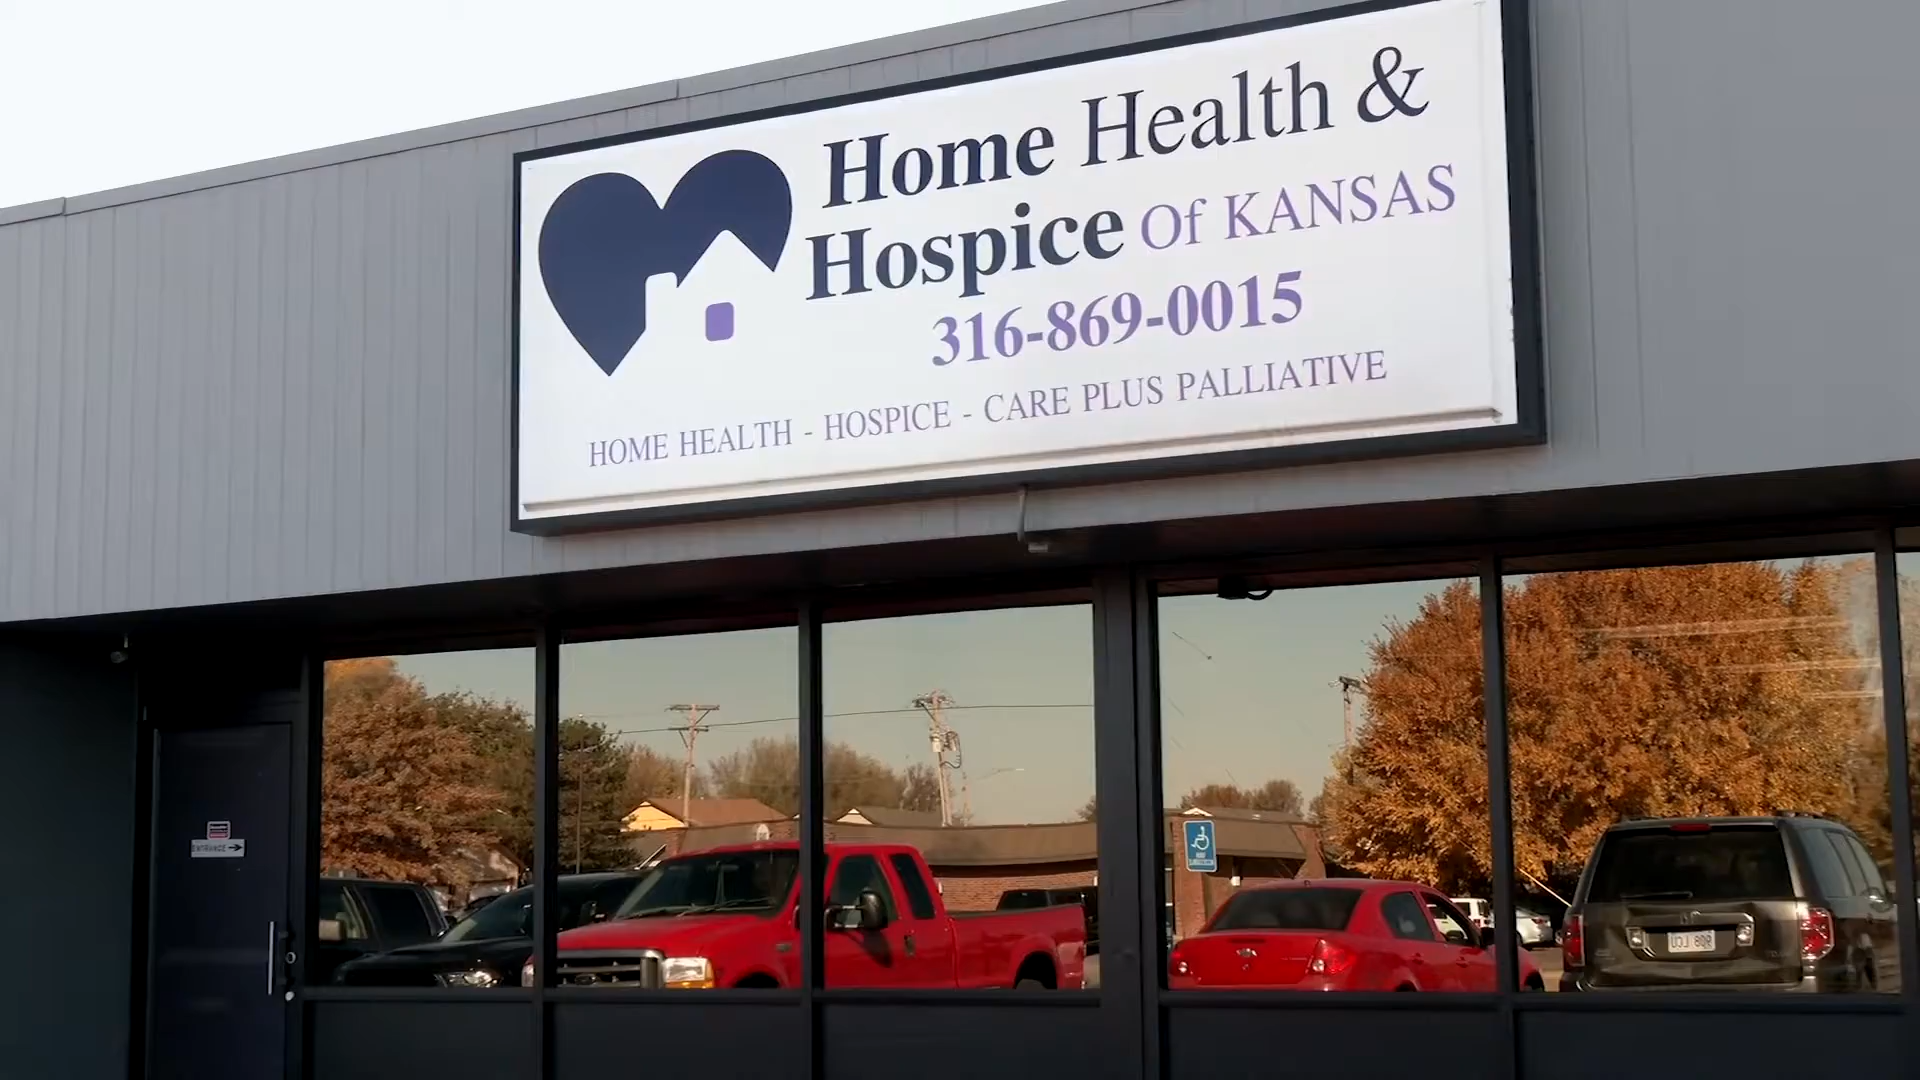 Home Health &
Hospice Of KANSAS
316-869-0015
HOME HEALTH - HOSPICE - CARE PLUS PALLIATIVE
ENTRANCE